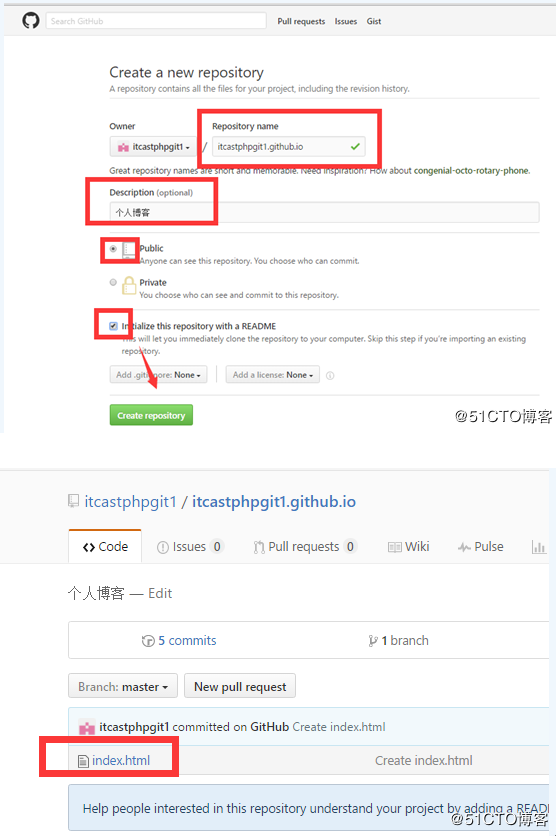 Search GitHub
Pull requests Issues Gist
Create a new repository
A repository contains all the files for your project, including the revision history.
Owner Repository name
itcastphpgit1 / itcastphpgit1.github.io
Great repository names are short and memorable. Need inspiration? How about congenial-octo-rotary-phone.
Description (optional)
个人博客
Public
Anyone can see this repository. You choose who can commit.
Private
You choose who can see and commit to this repository.
Initialize this repository with a README
This will let you immediately clone the repository to your computer. Skip this step if you're importing an existing
repository.
Add .gitignore: None Add a license: None
Create repository
@51CTO博客
itcastphpgit1 / itcastphpgit1.github.io
Code Issues 0 Pull requests 0 Wiki Pulse
个人博客 — Edit
5 commits 1 branch
Branch: master New pull request
itcastphpgit1 committed on GitHub Create index.html
index.html Create index.html
Help people interested in this repository understand your project by adding a READ
@51CTO博客